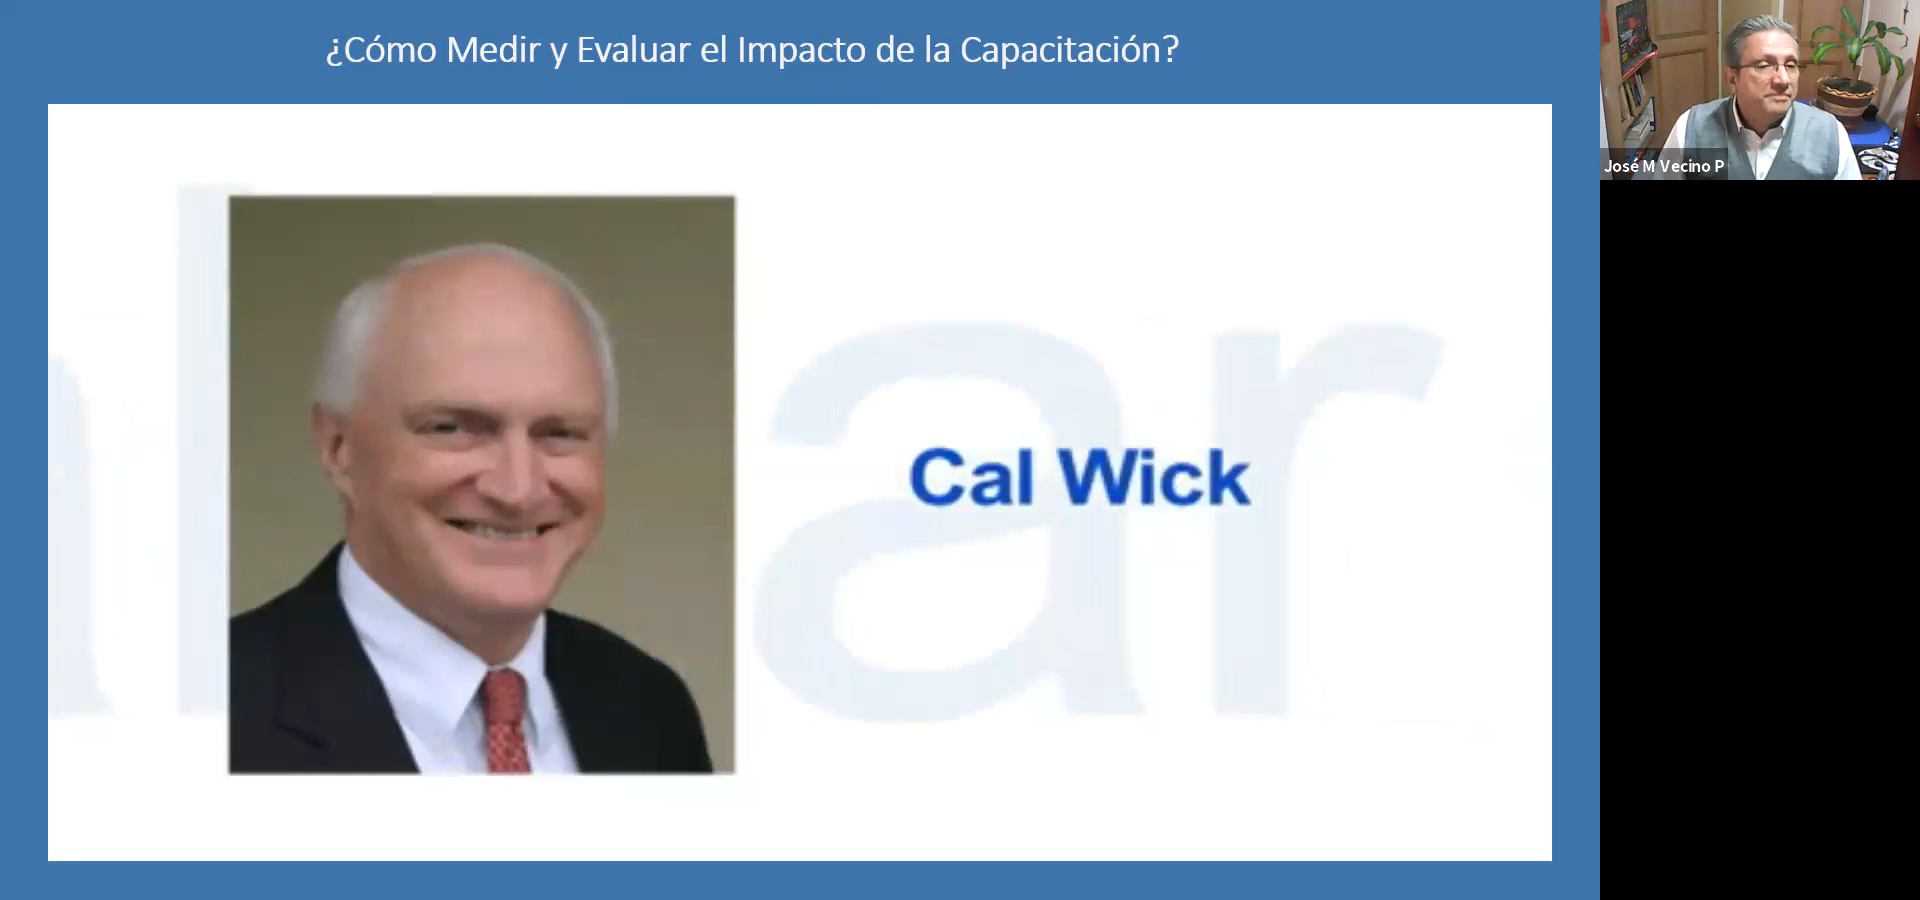 ¿Cómo Medir y Evaluar el Impacto de la Capacitación?
José M Vecino P
Cal Wick